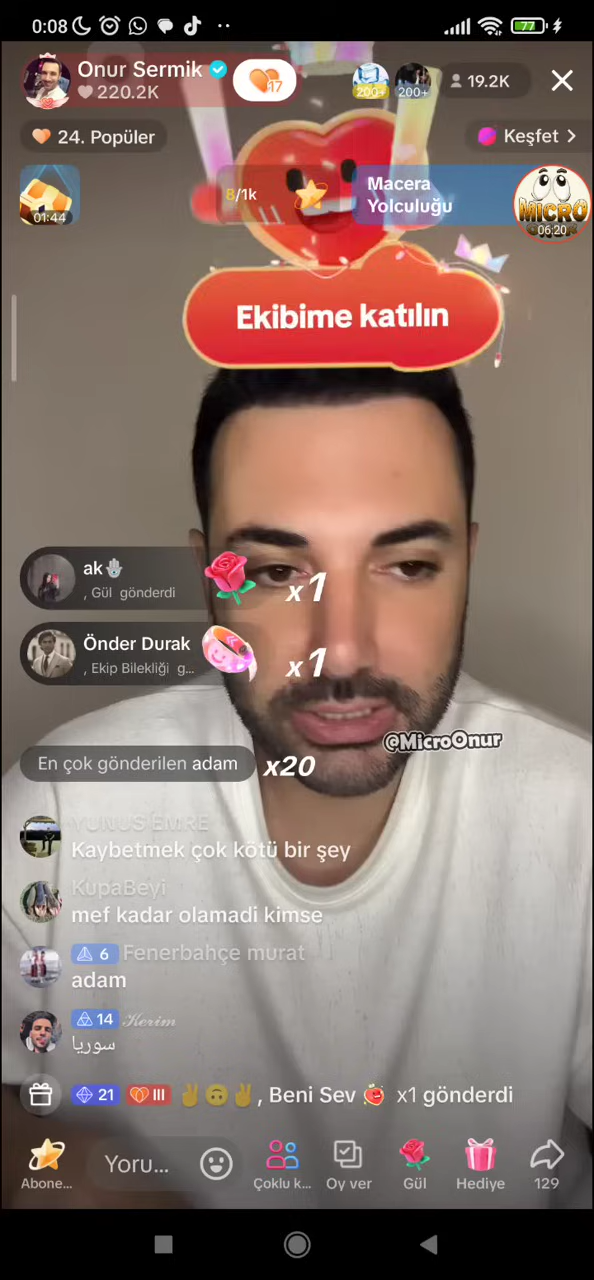 0:08
77
Onur Sermik
220.2K
17
200+
200+
19.2K
24. Popüler
Keşfet
01:44
8/1k
Macera
Yolculuğu
MICRO
06:20
Ekibime katılın
ak
, Gül gönderdi
x1
Önder Durak
, Ekip Bilekliği g...
x1
@MicroOnur
En çok gönderilen adam x20
YUNUS EMRE
Kaybetmek çok kötü bir şey
KupaBeyi
mef kadar olamadi kimse
6 Fenerbahçe murat
adam
14 𝒦𝑒𝓇𝒾𝓂
سوريا
21 III ✌️🙃✌️, Beni Sev x1 gönderdi
Yoru...
Abone...
Çoklu k...
Oy ver
Gül
Hediye
129